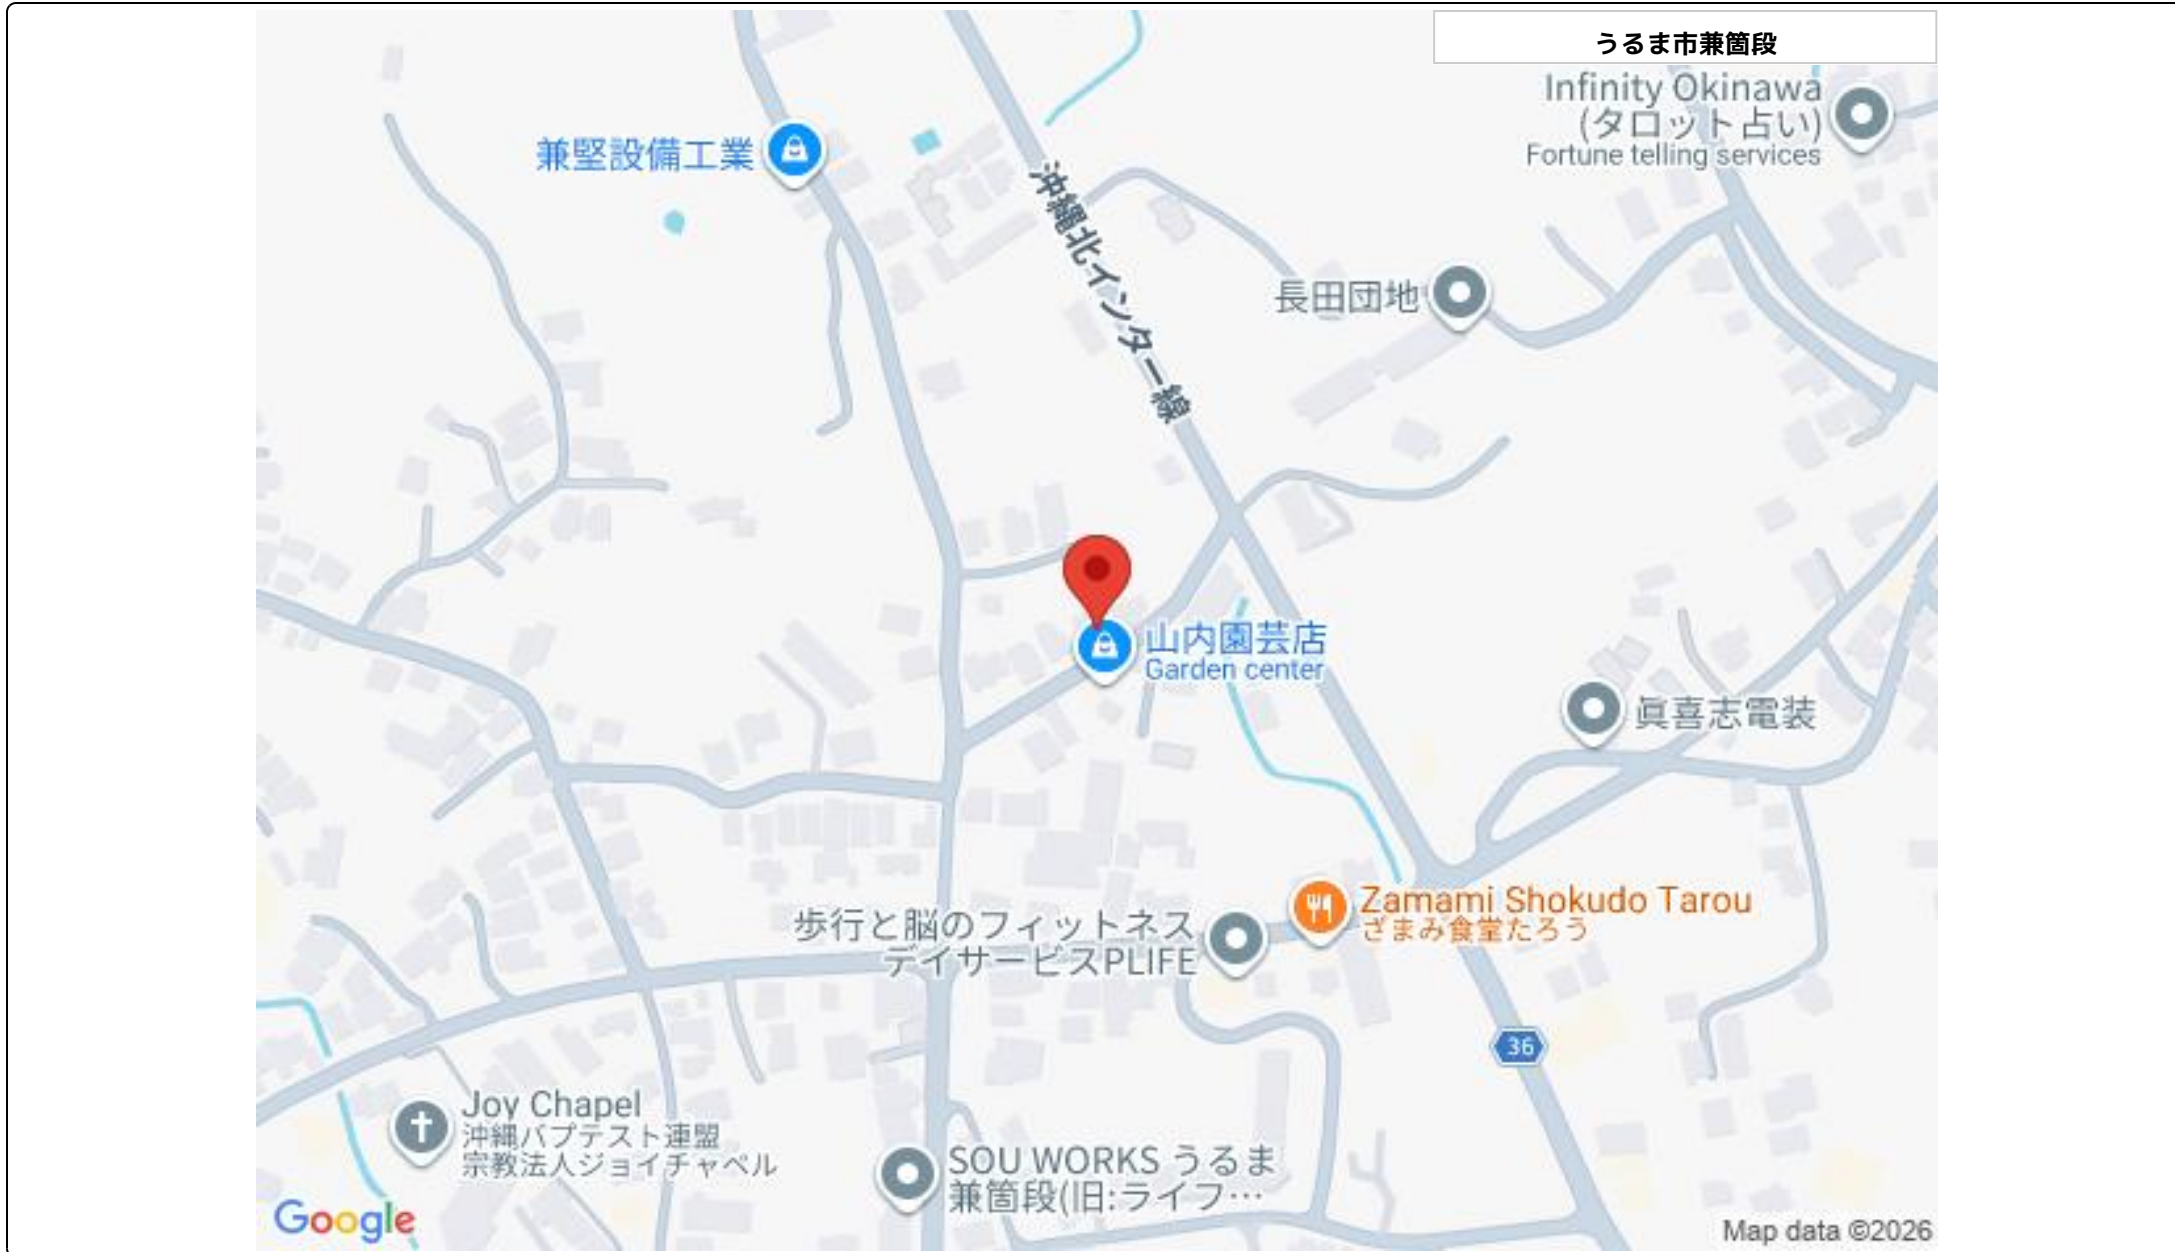 うるま市兼箇段
Infinity Okinawa
(タロット占い)
Fortune telling services
兼堅設備工業
沖縄北インター線
長田団地
山内園芸店
Garden center
眞喜志電装
Zamami Shokudo Tarou
ざまみ食堂たろう
歩行と脳のフィットネス
デイサービスPLIFE
36
Joy Chapel
沖縄バプテスト連盟
宗教法人ジョイチャペル
SOU WORKS うるま
兼箇段(旧:ライフ…
Google
Map data ©2026